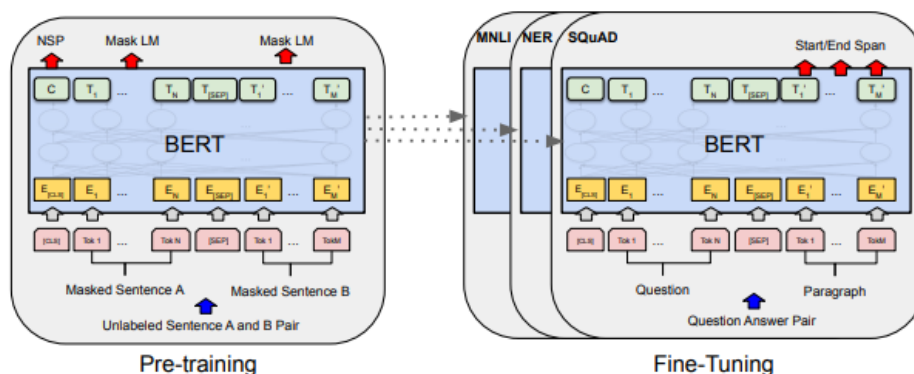 NSP Mask LM Mask LM
C T1 ... TN T[SEP] T1' ... TM'
BERT
E[CLS] E1 ... EN E[SEP] E1' ... EM'
[CLS] Tok 1 ... Tok N [SEP] Tok 1 ... TokM
Masked Sentence A Masked Sentence B
Unlabeled Sentence A and B Pair
Pre-training
MNLI NER SQuAD
Start/End Span
C T1 ... TN T[SEP] T1' ... TM'
BERT
E[CLS] E1 ... EN E[SEP] E1' ... EM'
[CLS] Tok 1 ... Tok N [SEP] Tok 1 ... TokM
Question Paragraph
Question Answer Pair
Fine-Tuning